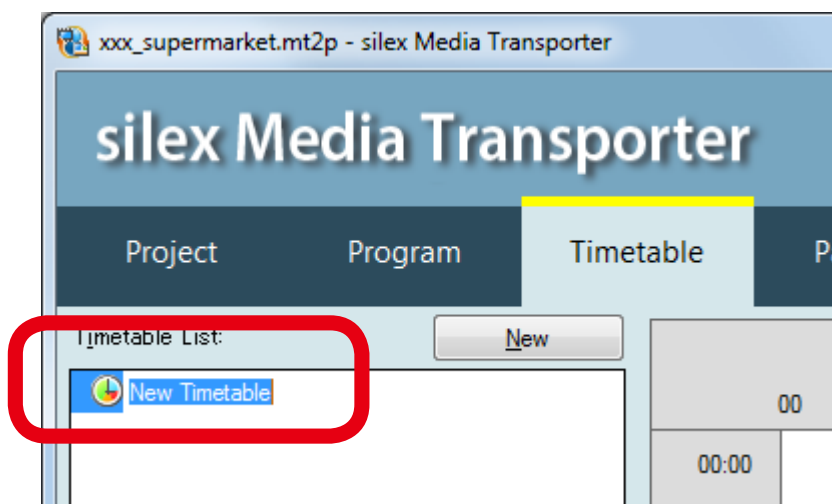 xxx_supermarket.mt2p - silex Media Transporter
silex Media Transporter
Project Program Timetable
Timetable List: New
New Timetable
00
00:00